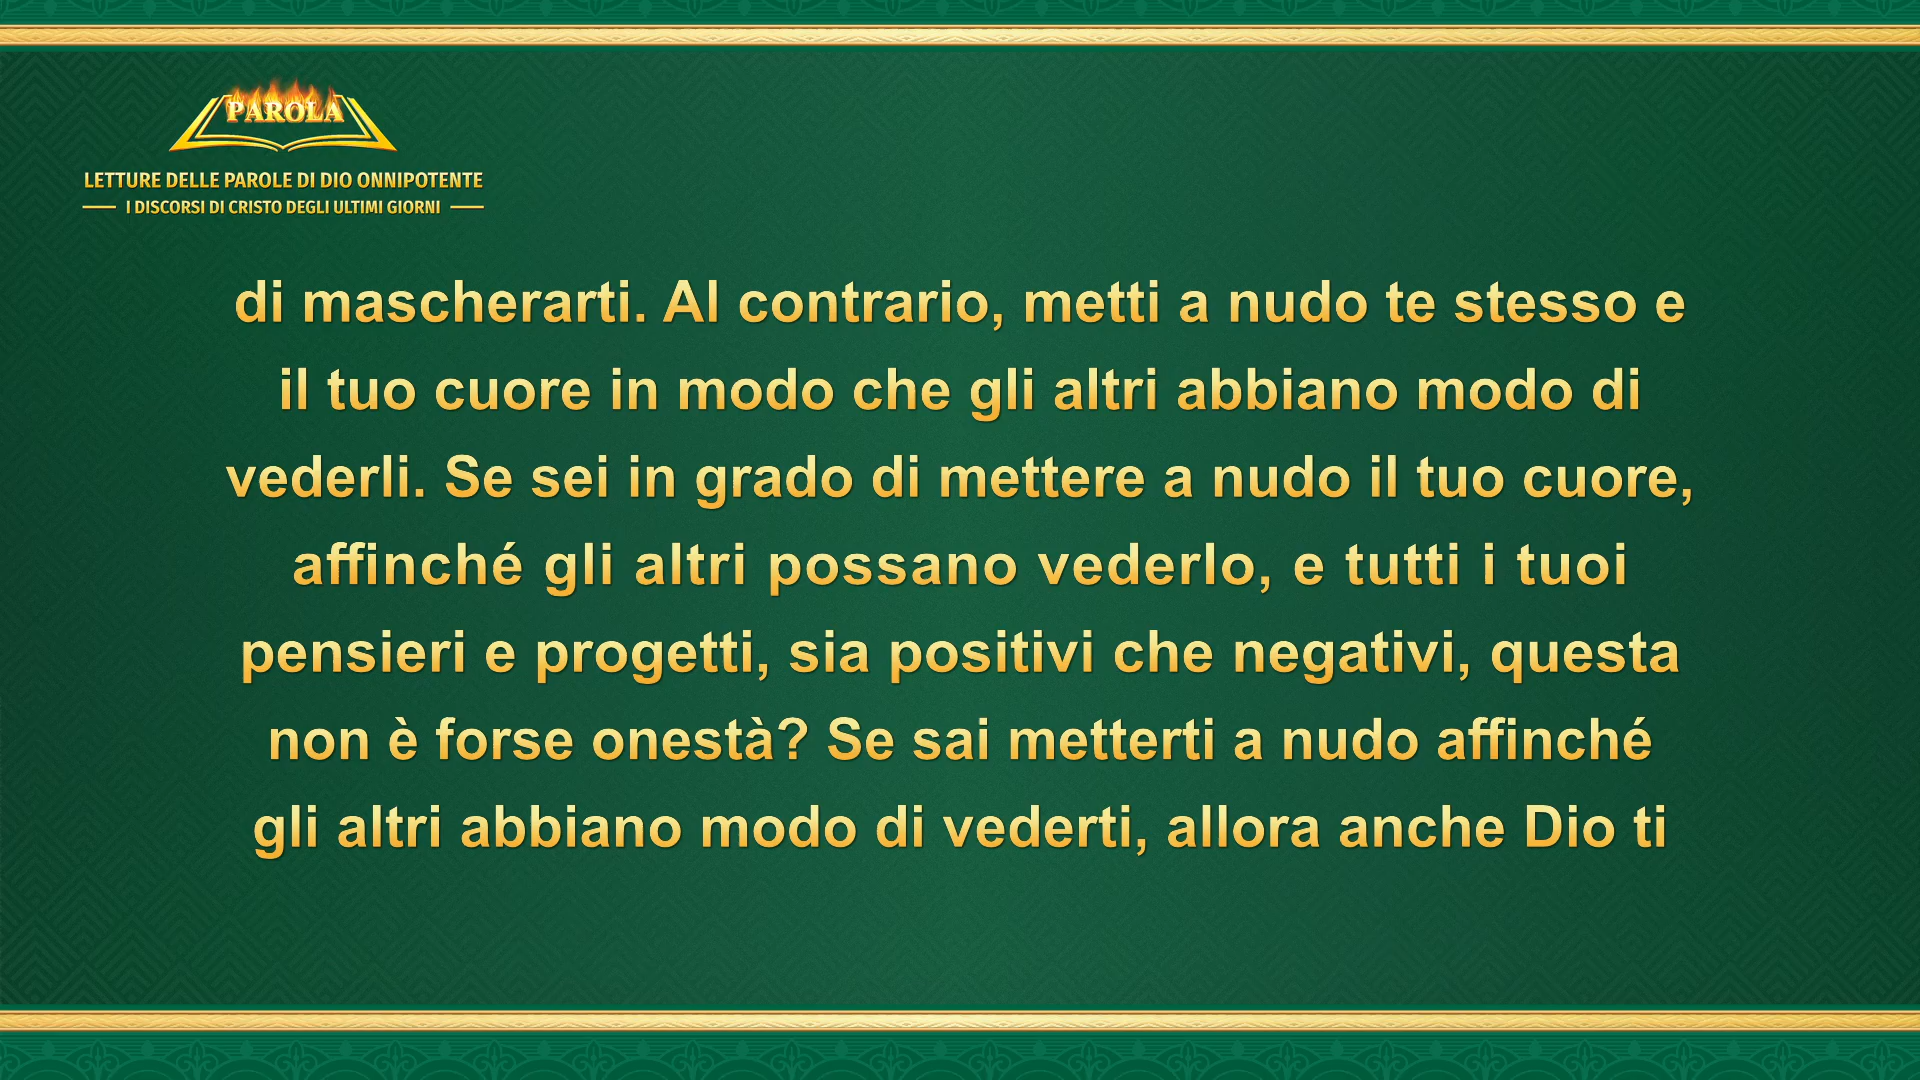 PAROLA
LETTURE DELLE PAROLE DI DIO ONNIPOTENTE
I DISCORSI DI CRISTO DEGLI ULTIMI GIORNI
di mascherarti. Al contrario, metti a nudo te stesso e
il tuo cuore in modo che gli altri abbiano modo di
vederli. Se sei in grado di mettere a nudo il tuo cuore,
affinché gli altri possano vederlo, e tutti i tuoi
pensieri e progetti, sia positivi che negativi, questa
non è forse onestà? Se sai metterti a nudo affinché
gli altri abbiano modo di vederti, allora anche Dio ti